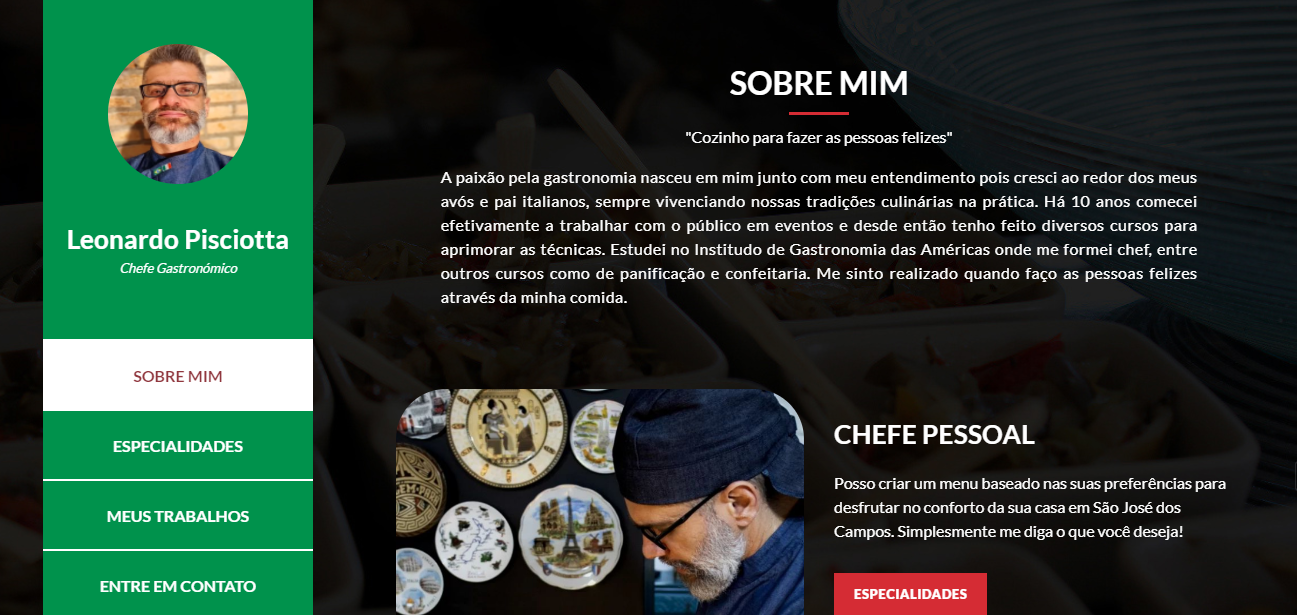 Leonardo Pisciotta
Chefe Gastronómico
SOBRE MIM
ESPECIALIDADES
MEUS TRABALHOS
ENTRE EM CONTATO
SOBRE MIM
"Cozinho para fazer as pessoas felizes"
A paixão pela gastronomia nasceu em mim junto com meu entendimento pois cresci ao redor dos meus
avós e pai italianos, sempre vivenciando nossas tradições culinárias na prática. Há 10 anos comecei
efetivamente a trabalhar com o público em eventos e desde então tenho feito diversos cursos para
aprimorar as técnicas. Estudei no Institudo de Gastronomia das Américas onde me formei chef, entre
outros cursos como de panificação e confeitaria. Me sinto realizado quando faço as pessoas felizes
através da minha comida.
CHEFE PESSOAL
Posso criar um menu baseado nas suas preferências para
desfrutar no conforto da sua casa em São José dos
Campos. Simplesmente me diga o que você deseja!
ESPECIALIDADES